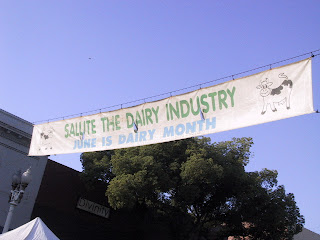 SALUTE THE DAIRY INDUSTRY
JUNE IS DAIRY MONTH